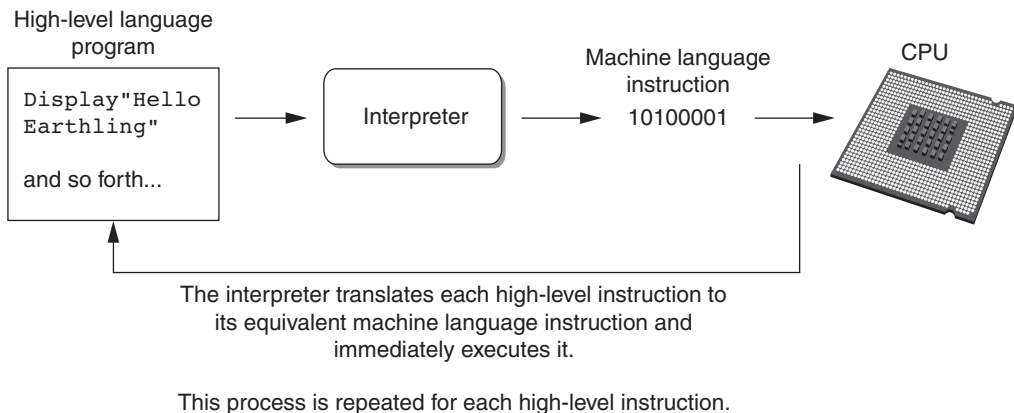 High-level language
program
Display"Hello
Earthling"
and so forth...
Interpreter
Machine language
instruction
10100001
CPU
The interpreter translates each high-level instruction to
its equivalent machine language instruction and
immediately executes it.
This process is repeated for each high-level instruction.